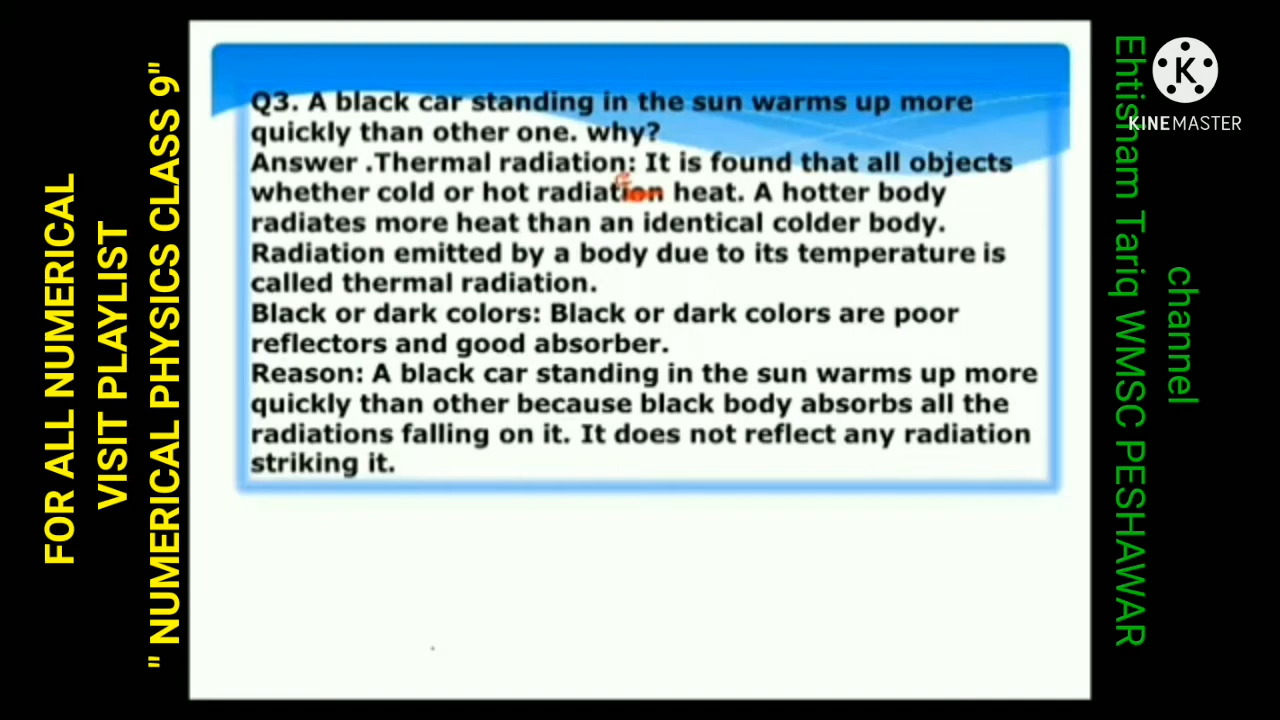 FOR ALL NUMERICAL
VISIT PLAYLIST
" NUMERICAL PHYSICS CLASS 9"
Q3. A black car standing in the sun warms up more
quickly than other one. why?
Answer .Thermal radiation: It is found that all objects
whether cold or hot radiation heat. A hotter body
radiates more heat than an identical colder body.
Radiation emitted by a body due to its temperature is
called thermal radiation.
Black or dark colors: Black or dark colors are poor
reflectors and good absorber.
Reason: A black car standing in the sun warms up more
quickly than other because black body absorbs all the
radiations falling on it. It does not reflect any radiation
striking it.
K
KINEMASTER
Ehtisham Tariq WMSC PESHAWAR
channel